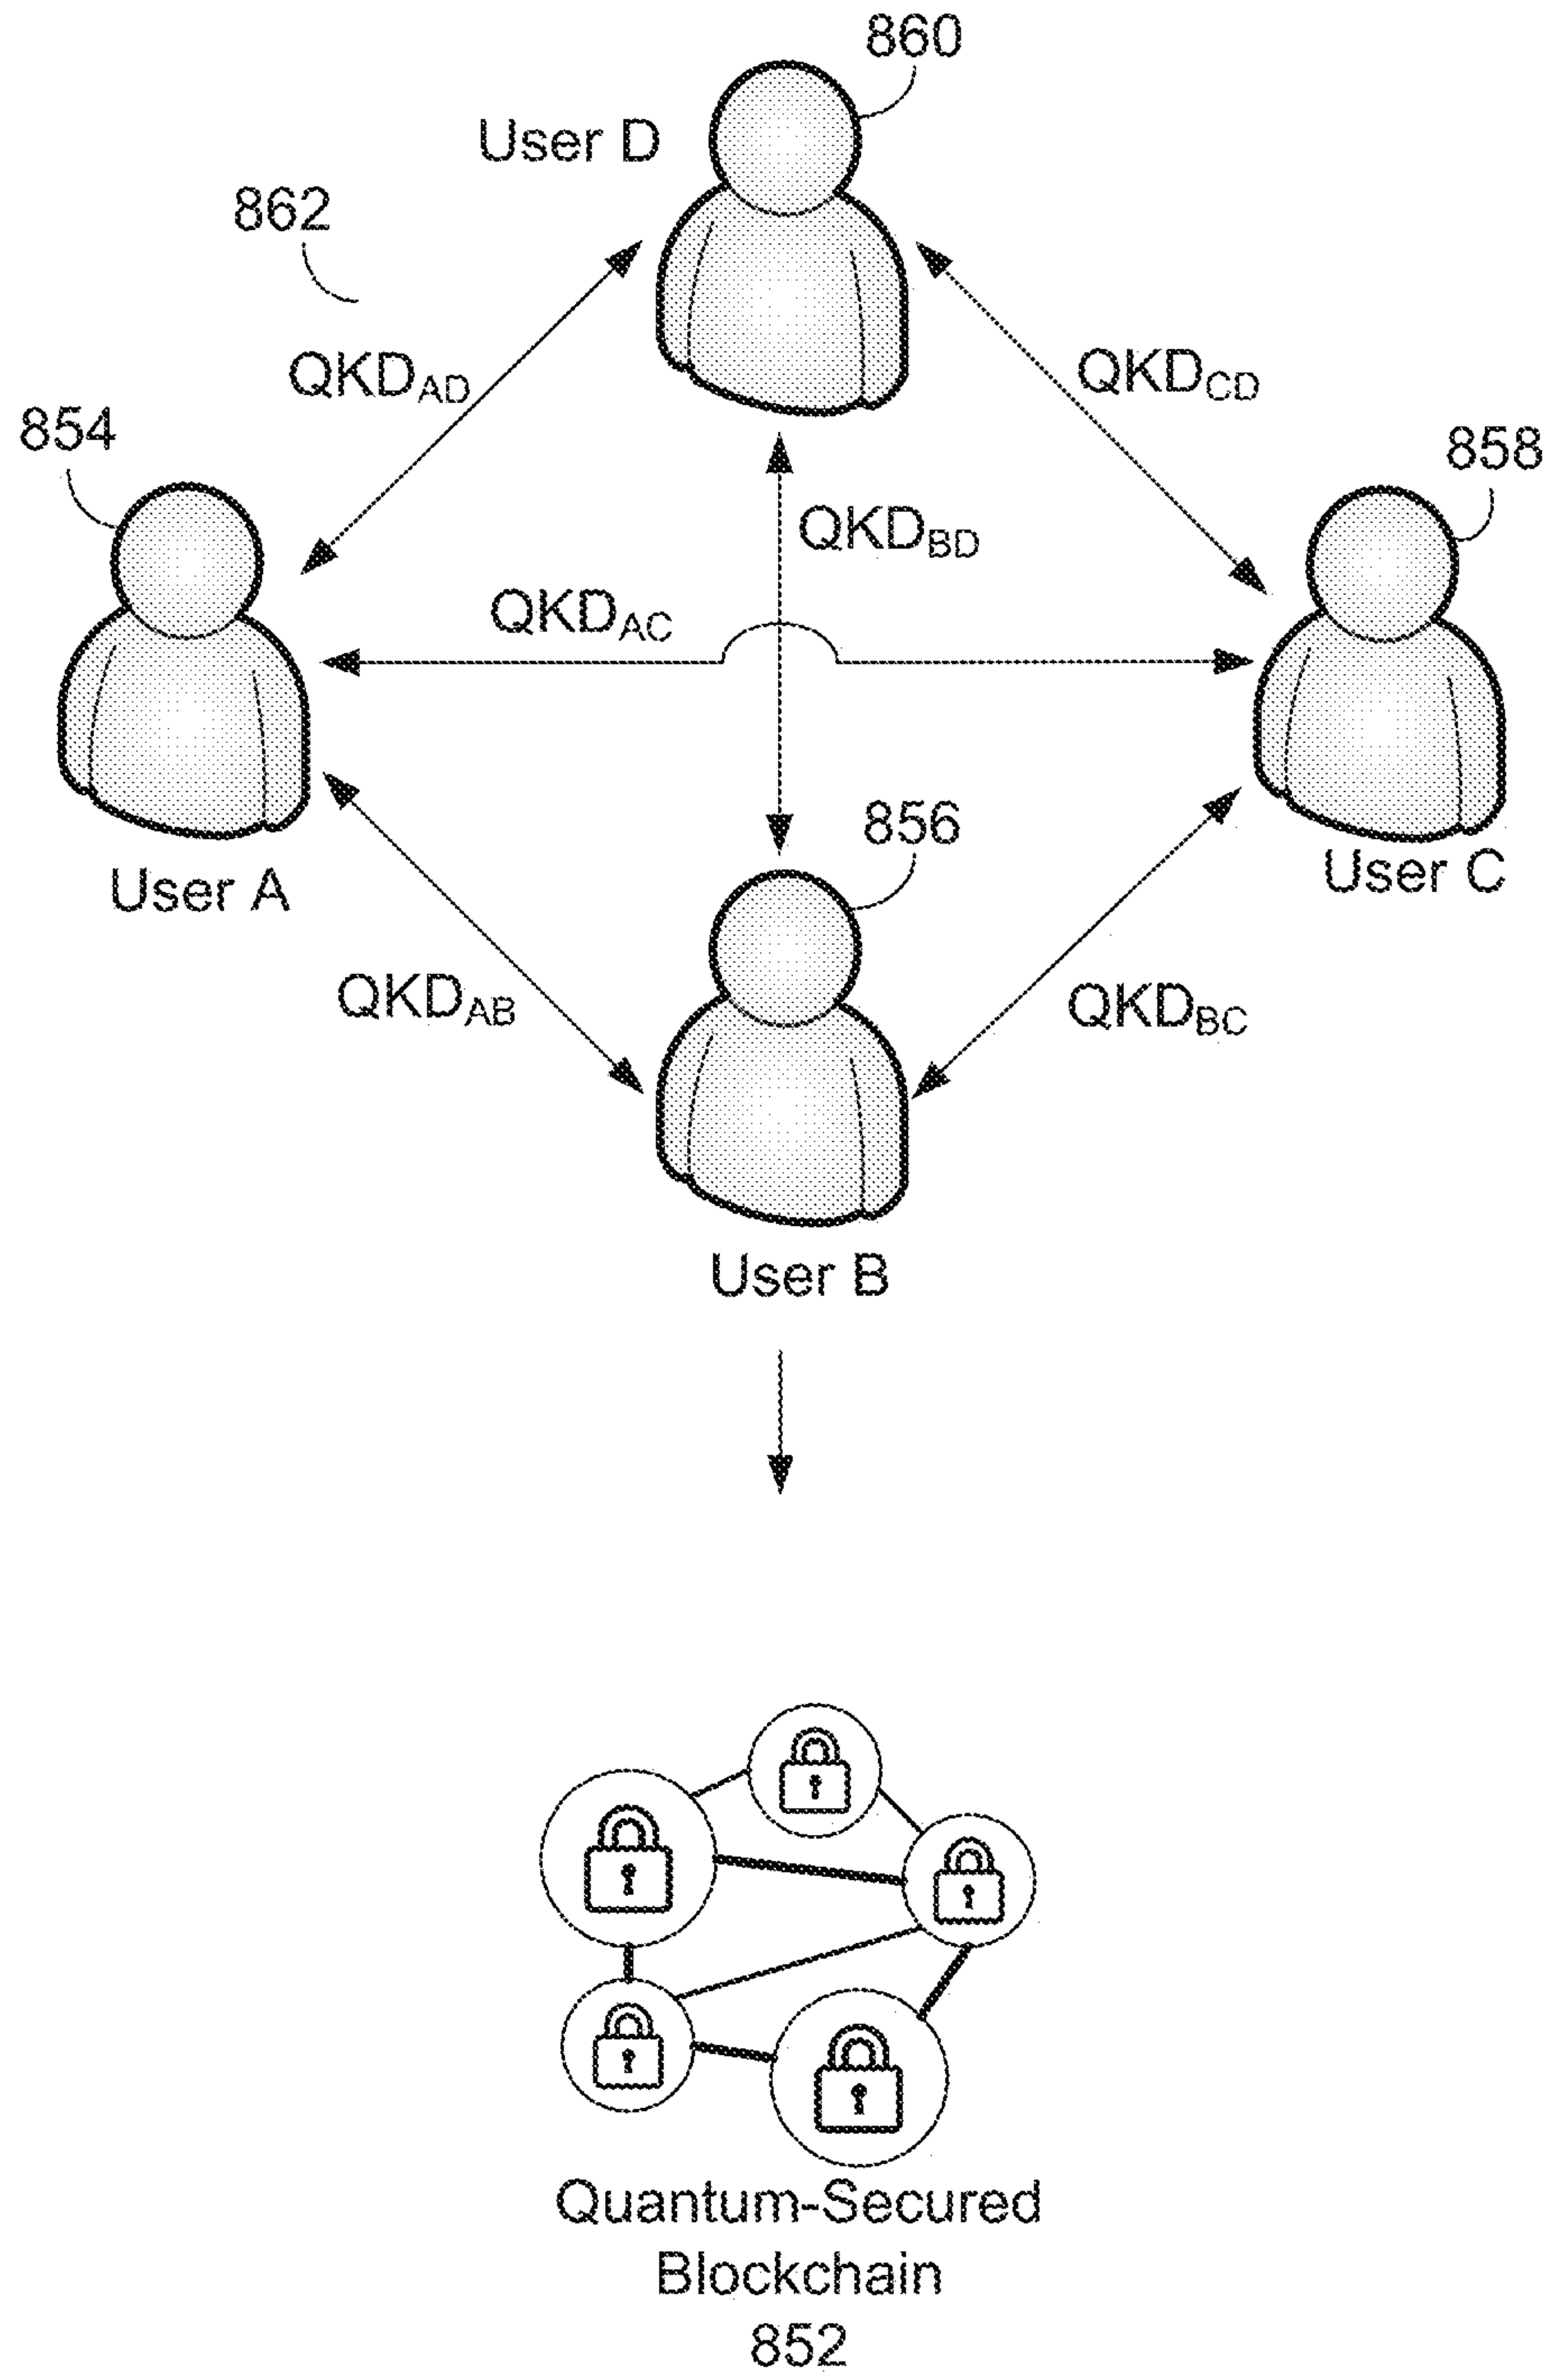 860
User D
862
QKDAD
QKDCD
854
858
QKDBD
QKDAC
856
User A
User C
QKDAB
QKDBC
User B
Quantum-Secured
Blockchain
852